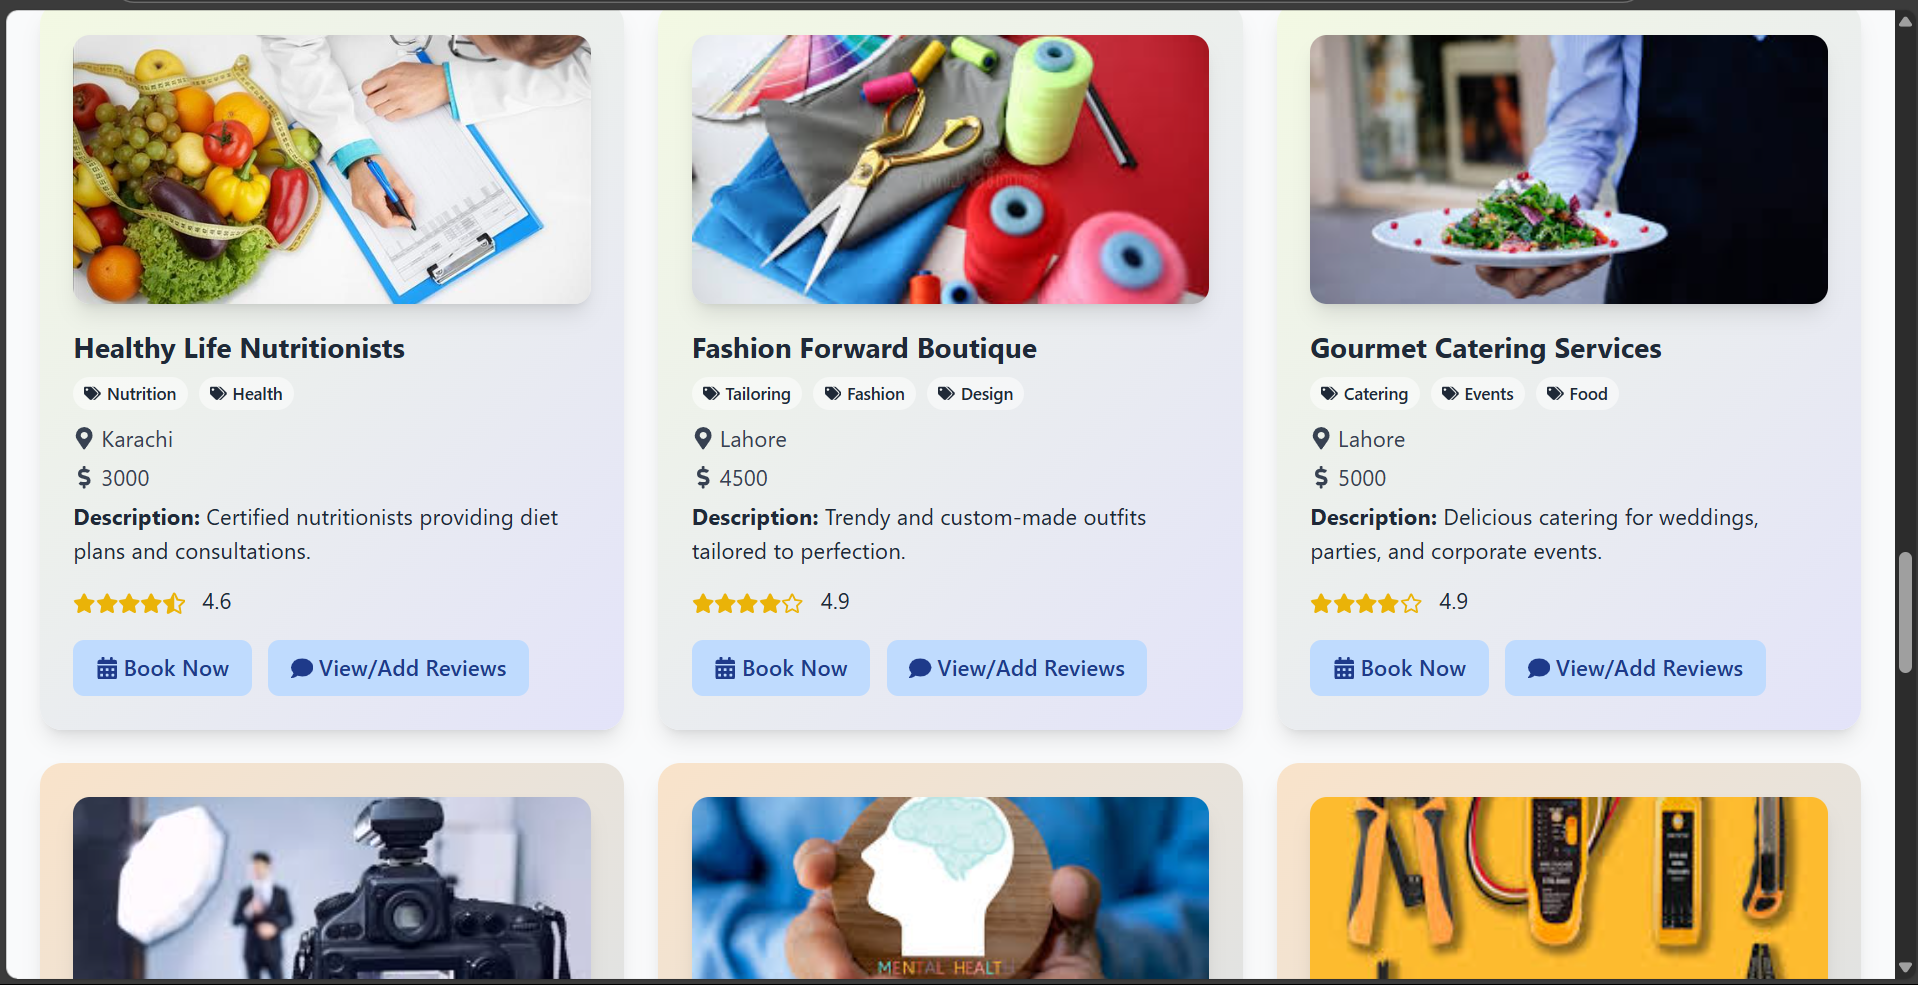 Healthy Life Nutritionists
Nutrition Health
Karachi
$ 3000
Description: Certified nutritionists providing diet
plans and consultations.
4.6
Book Now View/Add Reviews
Fashion Forward Boutique
Tailoring Fashion Design
Lahore
$ 4500
Description: Trendy and custom-made outfits
tailored to perfection.
4.9
Book Now View/Add Reviews
Gourmet Catering Services
Catering Events Food
Lahore
$ 5000
Description: Delicious catering for weddings,
parties, and corporate events.
4.9
Book Now View/Add Reviews
MENTAL HEALTH